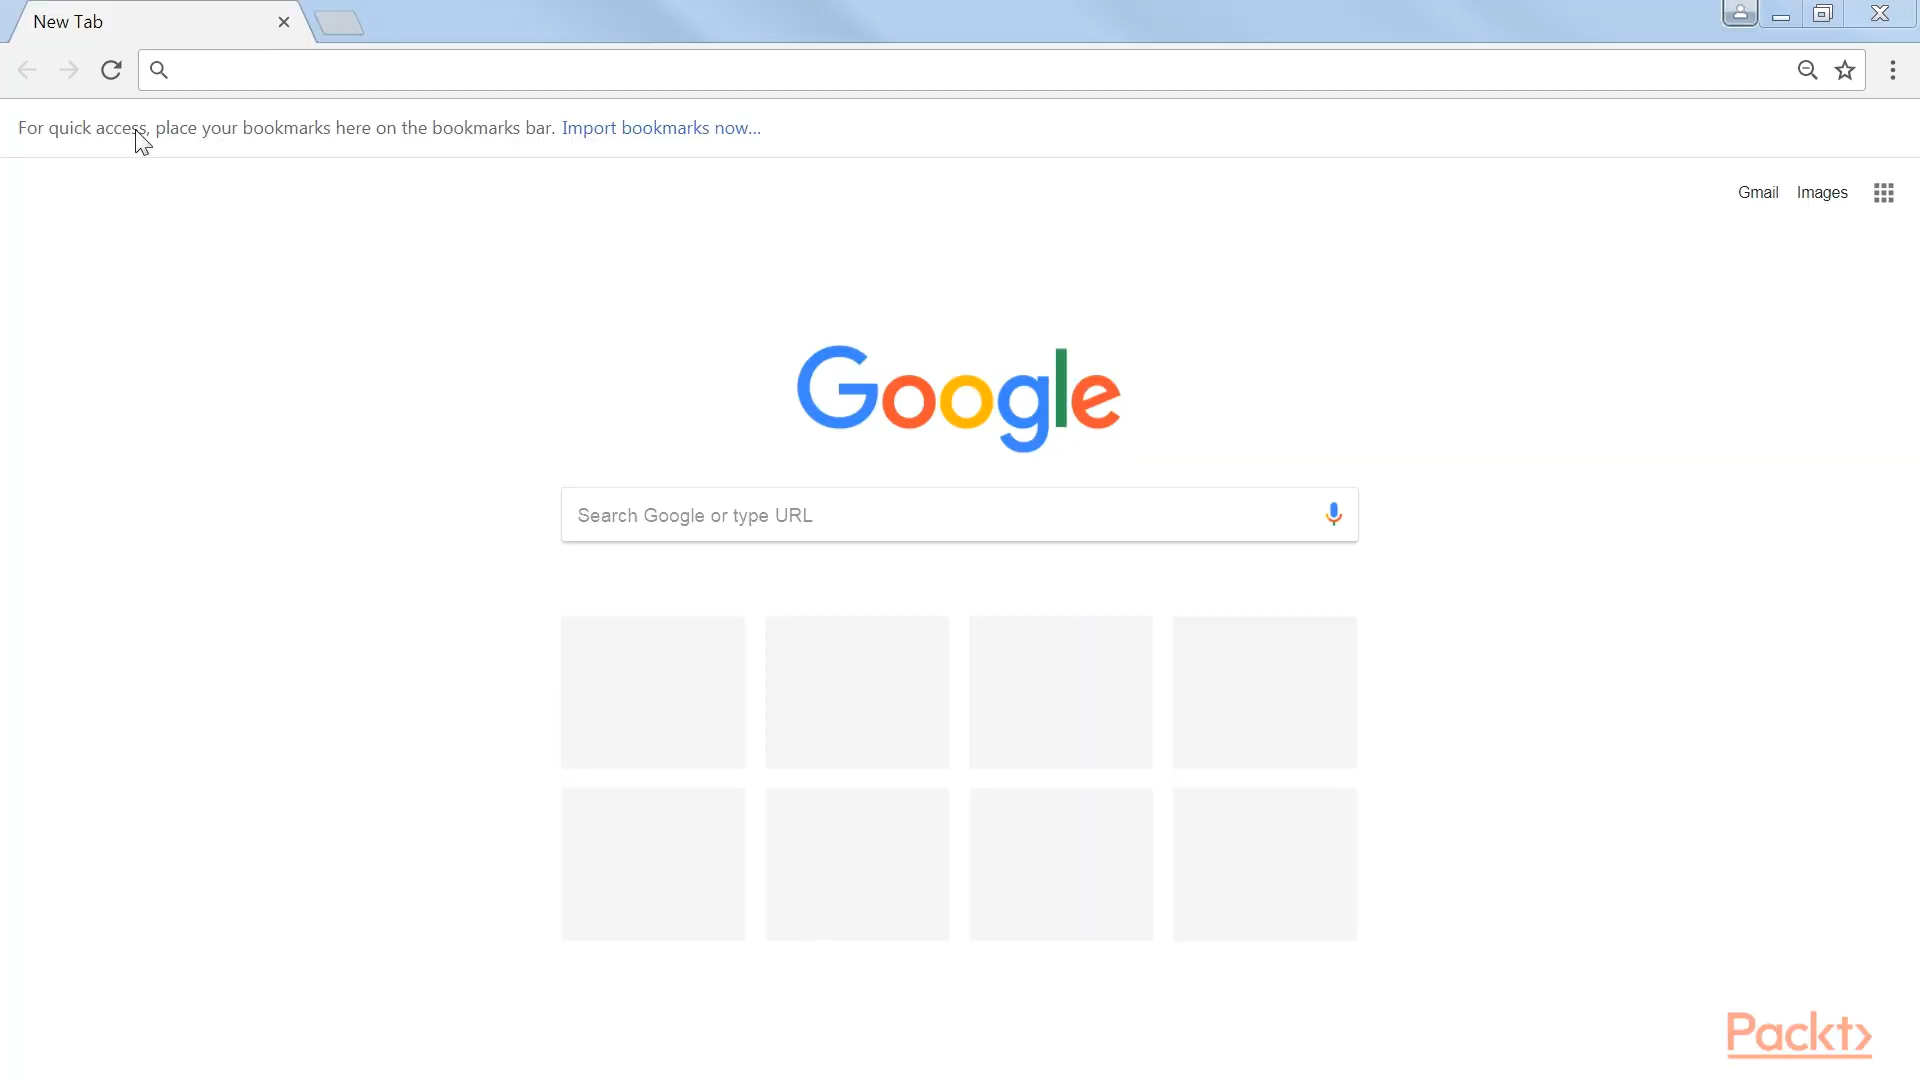 New Tab
For quick access, place your bookmarks here on the bookmarks bar. Import bookmarks now...
Gmail Images
Google
Search Google or type URL
Packt>